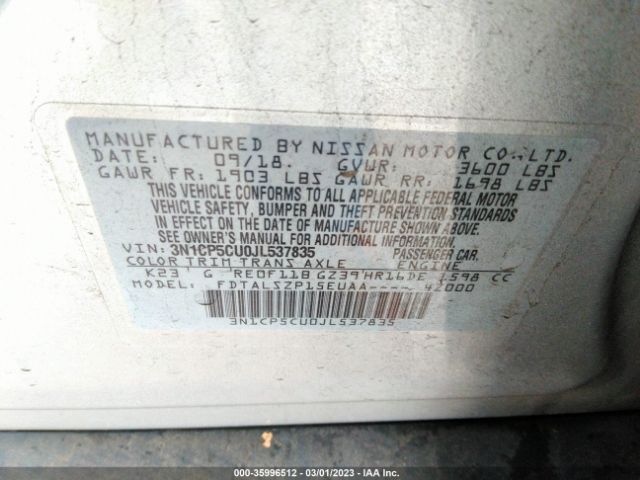 MANUFACTURED BY NISSAN MOTOR CO.,LTD.
DATE: 09/18. GVWR: 3600 LBS
GAWR FR: 1903 LBS GAWR RR: 1698 LBS
THIS VEHICLE CONFORMS TO ALL APPLICABLE FEDERAL MOTOR
VEHICLE SAFETY, BUMPER AND THEFT PREVENTION STANDARDS
IN EFFECT ON THE DATE OF MANUFACTURE SHOWN ABOVE.
SEE OWNER'S MANUAL FOR ADDITIONAL INFORMATION.
VIN: 3N1CP5CU0JL537835 PASSENGER CAR.
COLOR TRIM TRANS AXLE ENGINE
K23 G RE0F11B GZ39 HR16DE 1598 CC
FDTALSZP15EUAA---- 42000
3N1CP5CU0JL537835
000-35996512 — 03/01/2023 — IAA Inc.